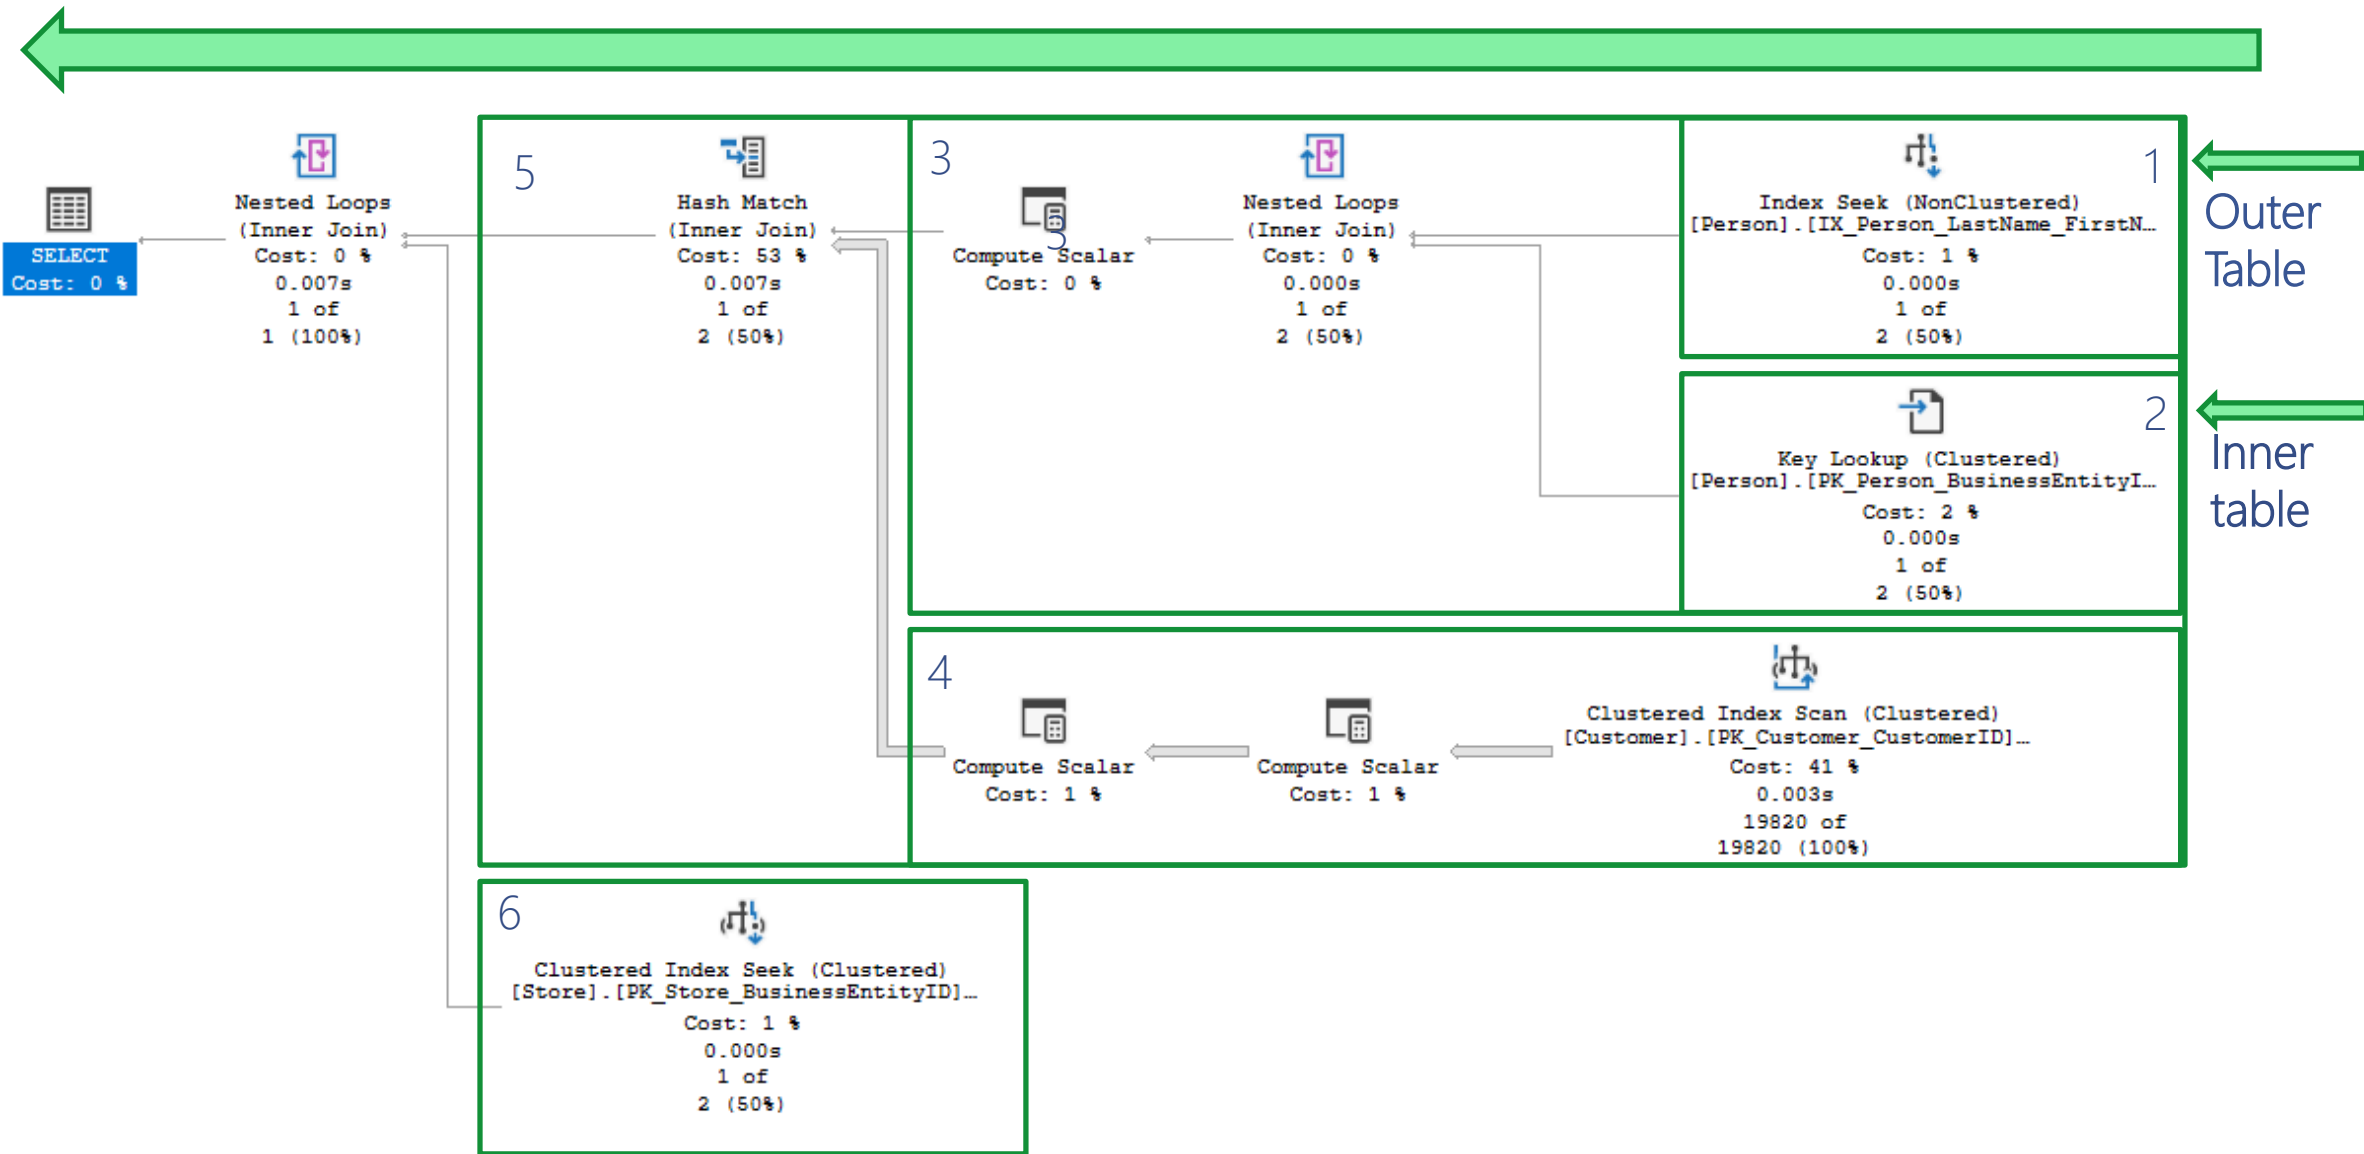 SELECT
Cost: 0 %
Nested Loops
(Inner Join)
Cost: 0 %
0.007s
1 of
1 (100%)
5
Hash Match
(Inner Join)
Cost: 53 %
0.007s
1 of
2 (50%)
3
3
Compute Scalar
Cost: 0 %
Nested Loops
(Inner Join)
Cost: 0 %
0.000s
1 of
2 (50%)
1
Index Seek (NonClustered)
[Person].[IX_Person_LastName_FirstN…
Cost: 1 %
0.000s
1 of
2 (50%)
Outer
Table
2
Key Lookup (Clustered)
[Person].[PK_Person_BusinessEntityI…
Cost: 2 %
0.000s
1 of
2 (50%)
Inner
table
4
Compute Scalar
Cost: 1 %
Compute Scalar
Cost: 1 %
Clustered Index Scan (Clustered)
[Customer].[PK_Customer_CustomerID]…
Cost: 41 %
0.003s
19820 of
19820 (100%)
6
Clustered Index Seek (Clustered)
[Store].[PK_Store_BusinessEntityID]…
Cost: 1 %
0.000s
1 of
2 (50%)